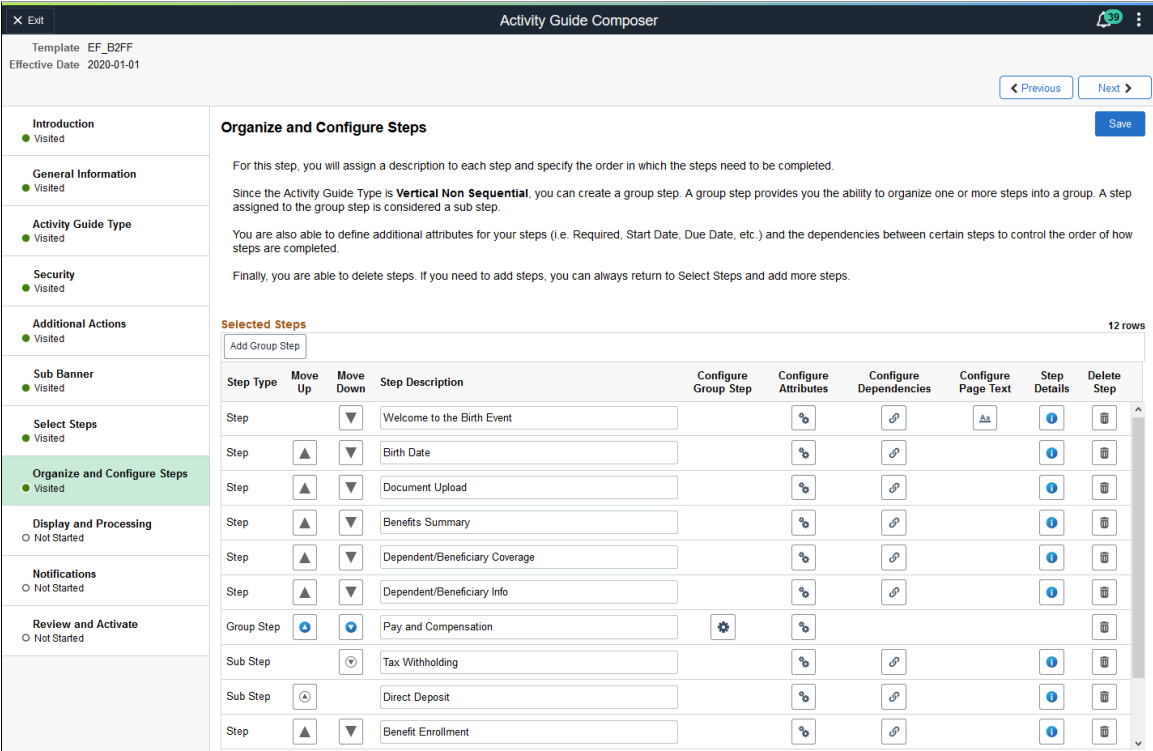 Exit
Activity Guide Composer
39
Template EF_B2FF
Effective Date 2020-01-01
Previous
Next
Introduction
Visited
General Information
Visited
Activity Guide Type
Visited
Security
Visited
Additional Actions
Visited
Sub Banner
Visited
Select Steps
Visited
Organize and Configure Steps
Visited
Display and Processing
Not Started
Notifications
Not Started
Review and Activate
Not Started
Organize and Configure Steps
Save
For this step, you will assign a description to each step and specify the order in which the steps need to be completed.
Since the Activity Guide Type is Vertical Non Sequential, you can create a group step. A group step provides you the ability to organize one or more steps into a group. A step
assigned to the group step is considered a sub step.
You are also able to define additional attributes for your steps (i.e. Required, Start Date, Due Date, etc.) and the dependencies between certain steps to control the order of how
steps are completed.
Finally, you are able to delete steps. If you need to add steps, you can always return to Select Steps and add more steps.
Selected Steps
12 rows
Add Group Step
Step Type Move Up Move Down Step Description Configure Group Step Configure Attributes Configure Dependencies Configure Page Text Step Details Delete Step
Step Welcome to the Birth Event Aa
Step Birth Date
Step Document Upload
Step Benefits Summary
Step Dependent/Beneficiary Coverage
Step Dependent/Beneficiary Info
Group Step Pay and Compensation
Sub Step Tax Withholding
Sub Step Direct Deposit
Step Benefit Enrollment